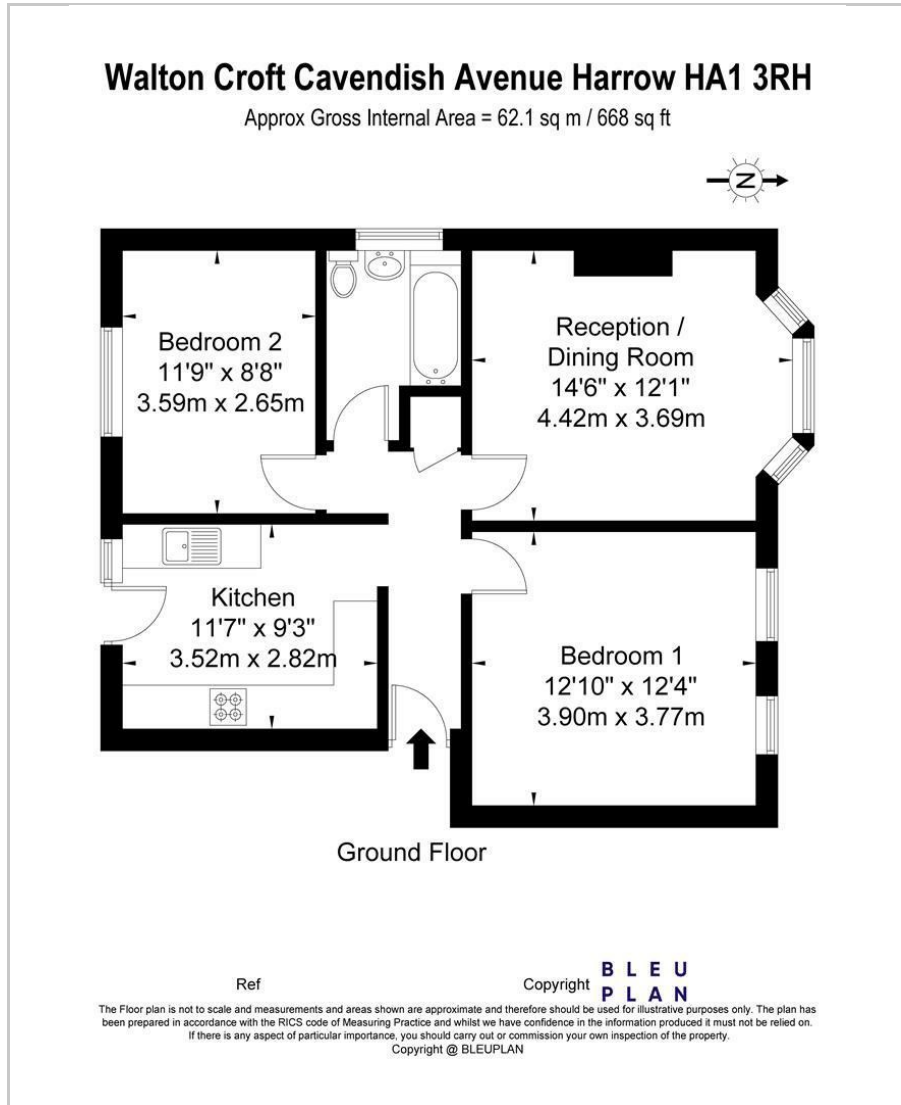 Walton Croft Cavendish Avenue Harrow HA1 3RH
Approx Gross Internal Area = 62.1 sq m / 668 sq ft
N
Bedroom 2
11'9" x 8'8"
3.59m x 2.65m
Reception /
Dining Room
14'6" x 12'1"
4.42m x 3.69m
Kitchen
11'7" x 9'3"
3.52m x 2.82m
Bedroom 1
12'10" x 12'4"
3.90m x 3.77m
Ground Floor
Ref
Copyright
BLEU
PLAN
The Floor plan is not to scale and measurements and areas shown are approximate and therefore should be used for illustrative purposes only. The plan has
been prepared in accordance with the RICS code of Measuring Practice and whilst we have confidence in the information produced it must not be relied on.
If there is any aspect of particular importance, you should carry out or commission your own inspection of the property.
Copyright @ BLEUPLAN